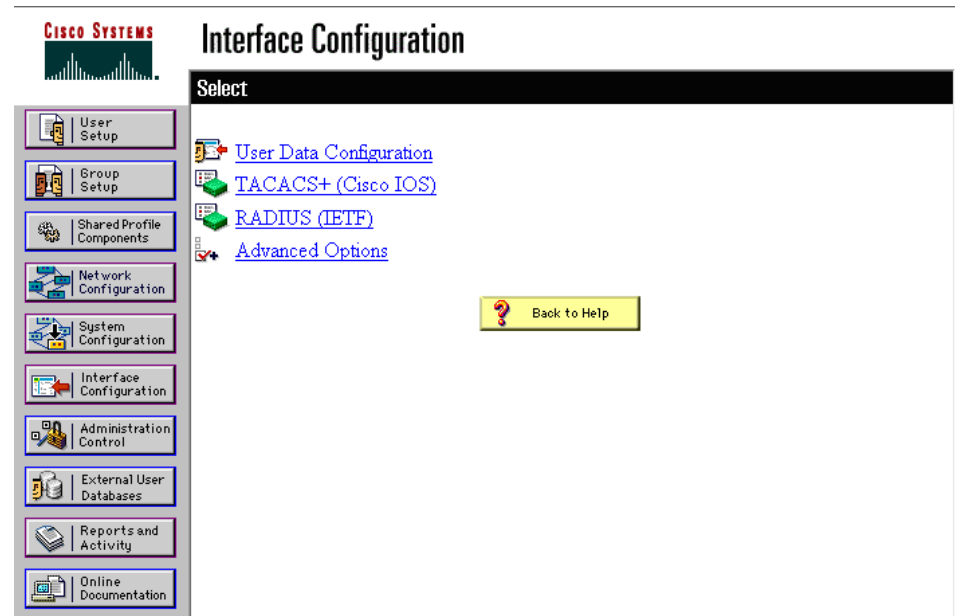 CISCO SYSTEMS
Interface Configuration
Select
User
Setup
Group
Setup
Shared Profile
Components
Network
Configuration
System
Configuration
Interface
Configuration
Administration
Control
External User
Databases
Reports and
Activity
Online
Documentation
User Data Configuration
TACACS+ (Cisco IOS)
RADIUS (IETF)
Advanced Options
Back to Help